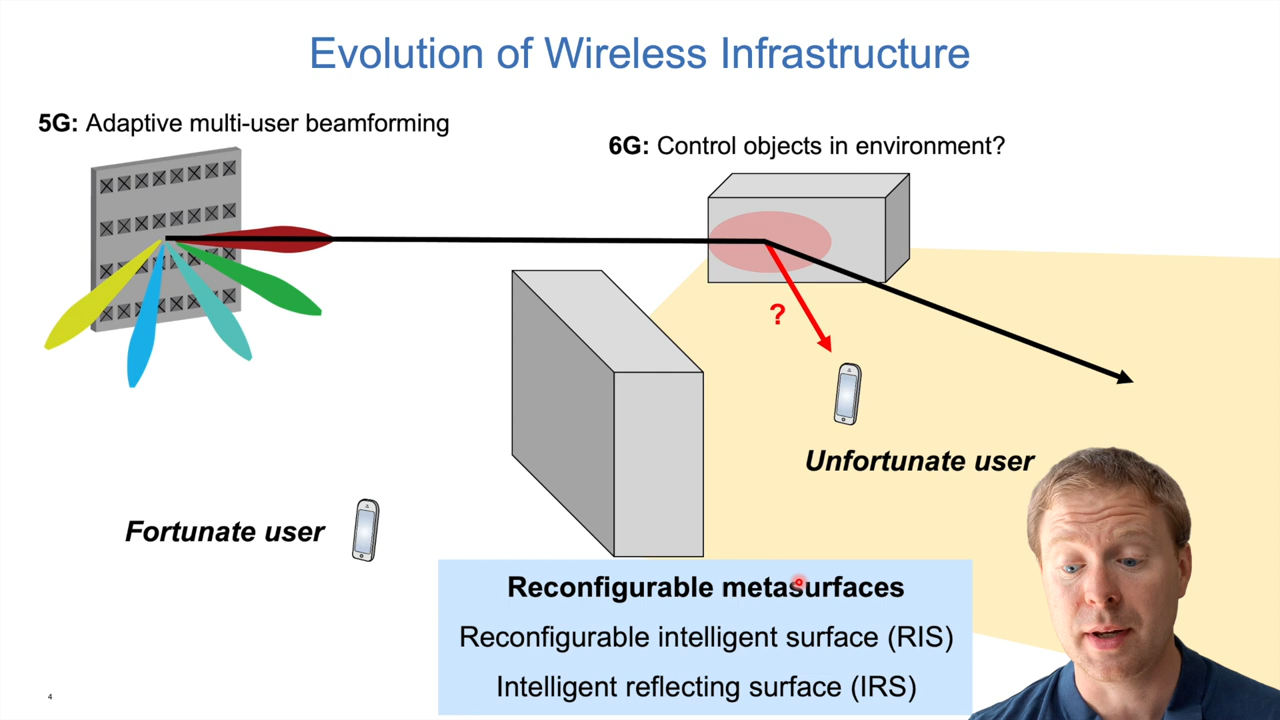 Evolution of Wireless Infrastructure
5G: Adaptive multi-user beamforming
6G: Control objects in environment?
?
Unfortunate user
Fortunate user
Reconfigurable metasurfaces
Reconfigurable intelligent surface (RIS)
Intelligent reflecting surface (IRS)
4